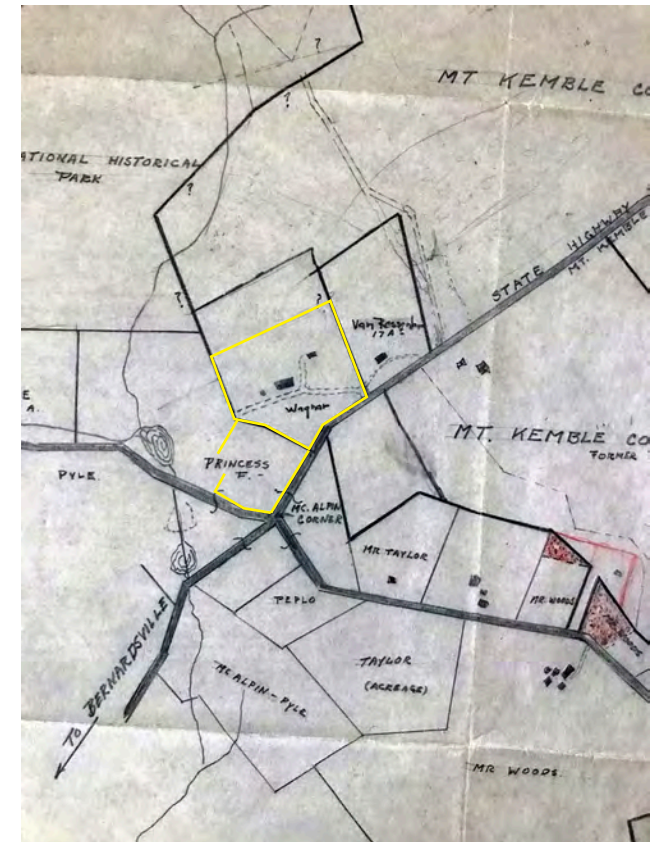 ?
MT KEMBLE CO
ATIONAL HISTORICAL
PARK
?
?
STATE HIGHWAY
MT. KEMBLE
?
?
17 A.
Wagner
E
A.
MT. KEMBLE CO
FORMER
PYLE
PRINCESS
F. -
MC. ALPIN
CORNER
MR TAYLOR
MR. WOODS
PEPLO
TAYLOR
(ACREAGE)
MC ALPIN - PYLE
TO BERNARDSVILLE
MR WOODS.